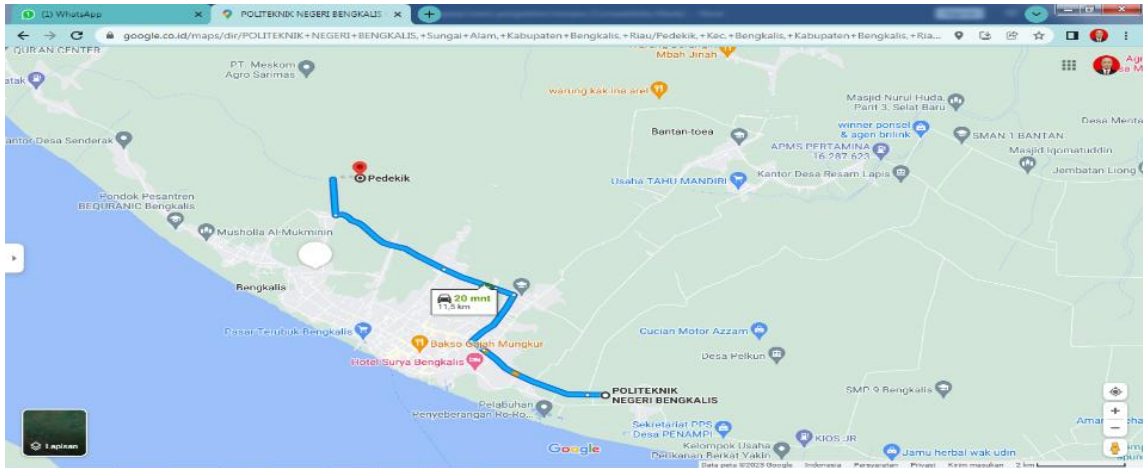 (1) WhatsApp
POLITEKNIK NEGERI BENGKALIS
google.co.id/maps/dir/POLITEKNIK+NEGERI+BENGKALIS,+Sungai+Alam,+Kabupaten+Bengkalis,+Riau/Pedekik,+Kec.+Bengkalis,+Kabupaten+Bengkalis,+Ria...
QUR'AN CENTER
PT. Meskom
Agro Sarimas
Mbah Jinah
warung kak ina arel
Masjid Nurul Huda,
Parit 3, Selat Baru
Desa Menta
winner ponsel
& agen brilink
Bantan-toea
SMAN 1 BANTAN
APMS PERTAMINA
16-287-623
Masjid Iqomatuddin
antor Desa Senderak
Jembatan Liong
Kantor Desa Resam Lapis
Usaha TAHU MANDIRI
Pedekik
Pondok Pesantren
BEQURANIC Bengkalis
Musholla Al-Mukminin
Bengkalis
20 mnt
11,5 km
Pasar Terubuk Bengkalis
Bakso Gajah Mungkur
Cucian Motor Azzam
Hotel Surya Bengkalis
Desa Pelkun
POLITEKNIK
NEGERI BENGKALIS
SMP 9 Bengkalis
Pelabuhan
Penyeberangan Ro-Ro...
Sekretariat PPS
Desa PENAMPI
KIOS JR
Lapisan
Google
Kelompok Usaha
Perikanan Berkat Yakin
Jamu herbal wak udin
Data peta ©2023 Google Indonesia Persyaratan Privasi Kirim masukan 2 km